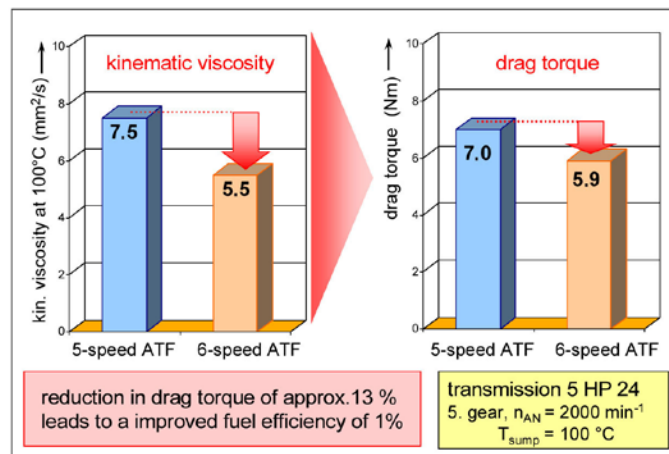 kinematic viscosity
kin. viscosity at 100°C (mm²/s)
10
8
6
4
2
0
7.5
5.5
5-speed ATF
6-speed ATF
drag torque
drag torque (Nm)
10
8
6
4
2
0
7.0
5.9
5-speed ATF
6-speed ATF
reduction in drag torque of approx.13 %
leads to a improved fuel efficiency of 1%
transmission 5 HP 24
5. gear, n_AN = 2000 min⁻¹
T_sump = 100 °C